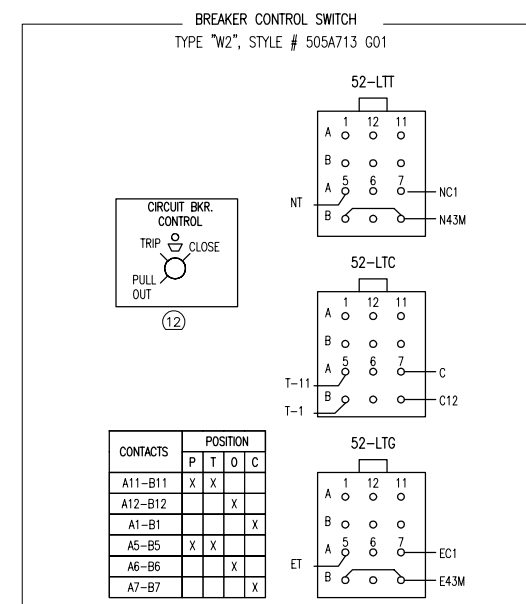 BREAKER CONTROL SWITCH
TYPE "W2", STYLE # 505A713 G01
52-LTT
1 12 11
A
B
5 6 7
A
NT
NC1
B
N43M
CIRCUIT BKR.
CONTROL
TRIP
CLOSE
PULL
OUT
12
52-LTC
1 12 11
A
B
5 6 7
A
T-11
C
B
T-1
C12
CONTACTS POSITION
P T O C
A11-B11 X X
A12-B12 X
A1-B1 X
A5-B5 X X
A6-B6 X
A7-B7 X
52-LTG
1 12 11
A
B
5 6 7
A
ET
EC1
B
E43M